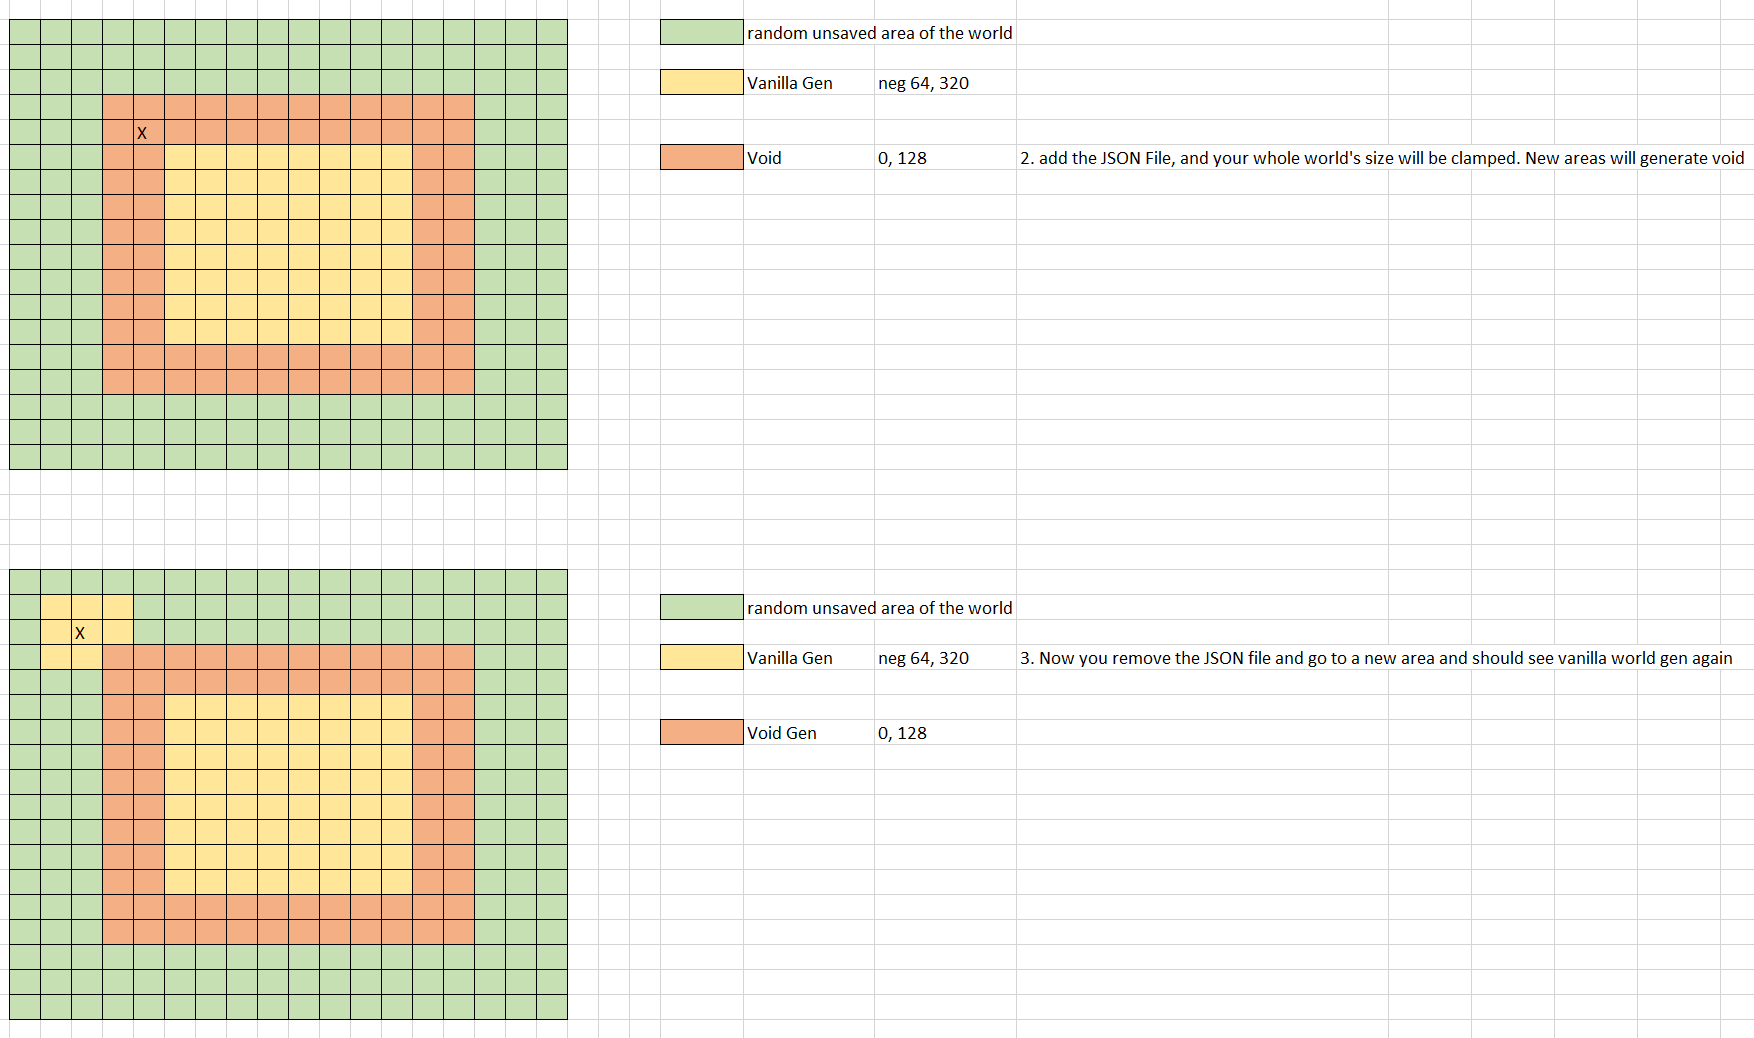 random unsaved area of the world
Vanilla Gen neg 64, 320
X
Void 0, 128 2. add the JSON File, and your whole world's size will be clamped. New areas will generate void
random unsaved area of the world
X
Vanilla Gen neg 64, 320 3. Now you remove the JSON file and go to a new area and should see vanilla world gen again
Void Gen 0, 128